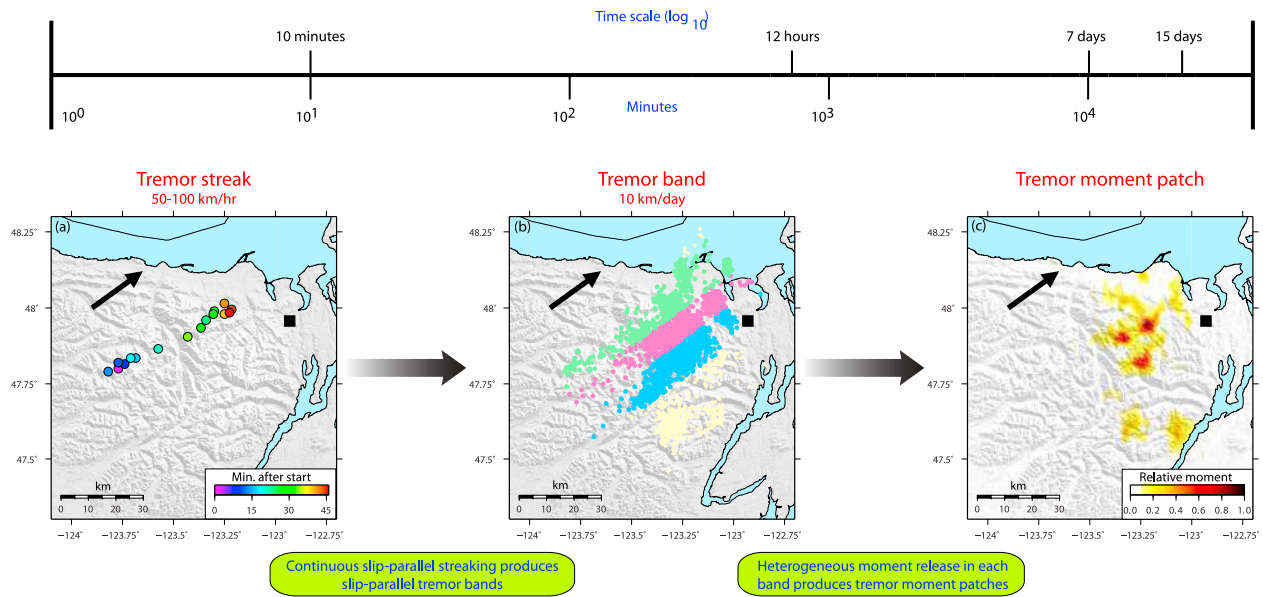 Time scale (log 10)
10 minutes 12 hours 7 days 15 days
10^0 10^1 10^2 10^3 10^4
Minutes
Tremor streak
50-100 km/hr
Tremor band
10 km/day
Tremor moment patch
(a)
48.25°
48°
47.75°
47.5°
km
0 10 20 30
Min. after start
0 15 30 45
−124° −123.75° −123.5° −123.25° −123° −122.75°
(b)
48.25°
48°
47.75°
47.5°
km
0 10 20 30
−124° −123.75° −123.5° −123.25° −123° −122.75°
(c)
48.25°
48°
47.75°
47.5°
km
0 10 20 30
Relative moment
0.0 0.2 0.4 0.6 0.8 1.0
−124° −123.75° −123.5° −123.25° −123° −122.75°
Continuous slip-parallel streaking produces
slip-parallel tremor bands
Heterogeneous moment release in each
band produces tremor moment patches